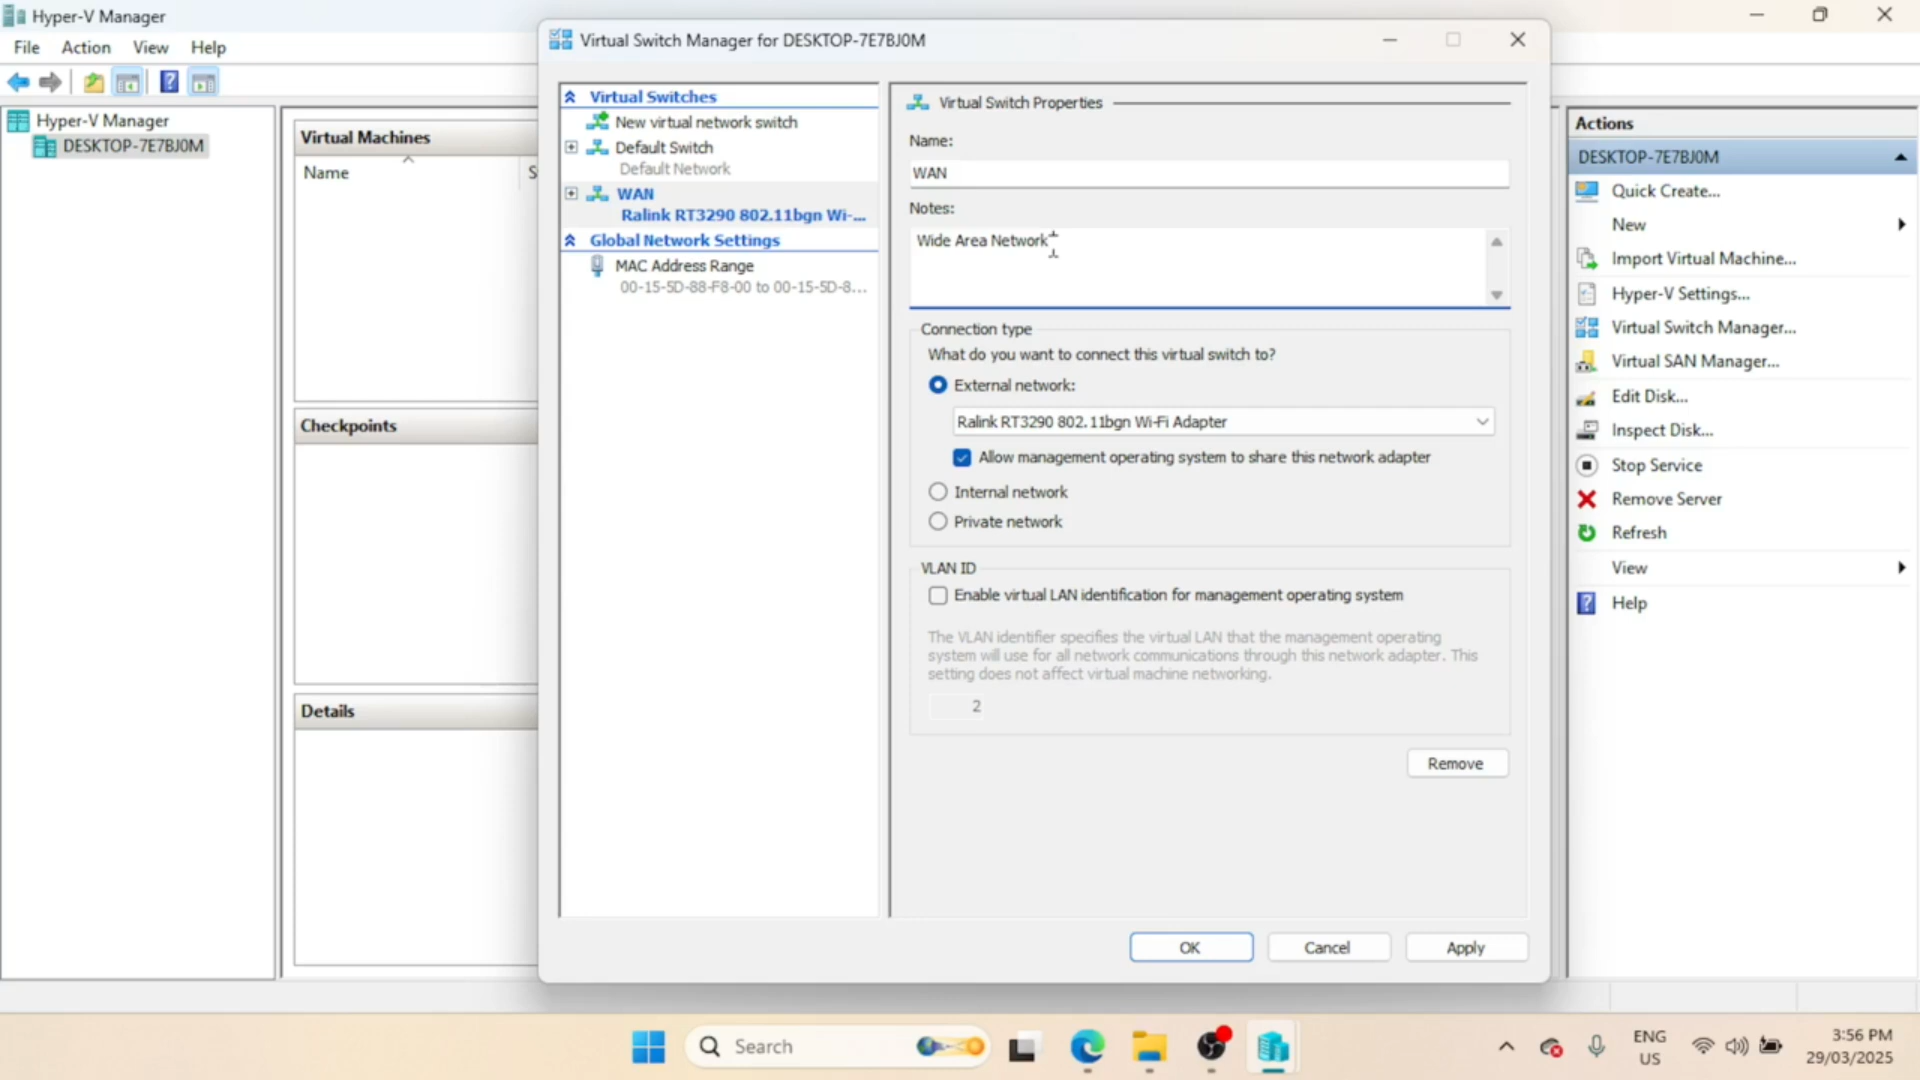 Hyper-V Manager
File Action View Help
Hyper-V Manager
DESKTOP-7E7BJ0M
Virtual Machines
Name
S
Checkpoints
Details
Virtual Switch Manager for DESKTOP-7E7BJ0M
Virtual Switches
New virtual network switch
Default Switch
Default Network
WAN
Ralink RT3290 802.11bgn Wi-...
Global Network Settings
MAC Address Range
00-15-5D-88-F8-00 to 00-15-5D-8...
Virtual Switch Properties
Name:
WAN
Notes:
Wide Area Network
Connection type
What do you want to connect this virtual switch to?
External network:
Ralink RT3290 802.11bgn Wi-Fi Adapter
Allow management operating system to share this network adapter
Internal network
Private network
VLAN ID
Enable virtual LAN identification for management operating system
The VLAN identifier specifies the virtual LAN that the management operating
system will use for all network communications through this network adapter. This
setting does not affect virtual machine networking.
2
Remove
OK Cancel Apply
Actions
DESKTOP-7E7BJ0M
Quick Create...
New
Import Virtual Machine...
Hyper-V Settings...
Virtual Switch Manager...
Virtual SAN Manager...
Edit Disk...
Inspect Disk...
Stop Service
Remove Server
Refresh
View
Help
Search
ENG
US
3:56 PM
29/03/2025